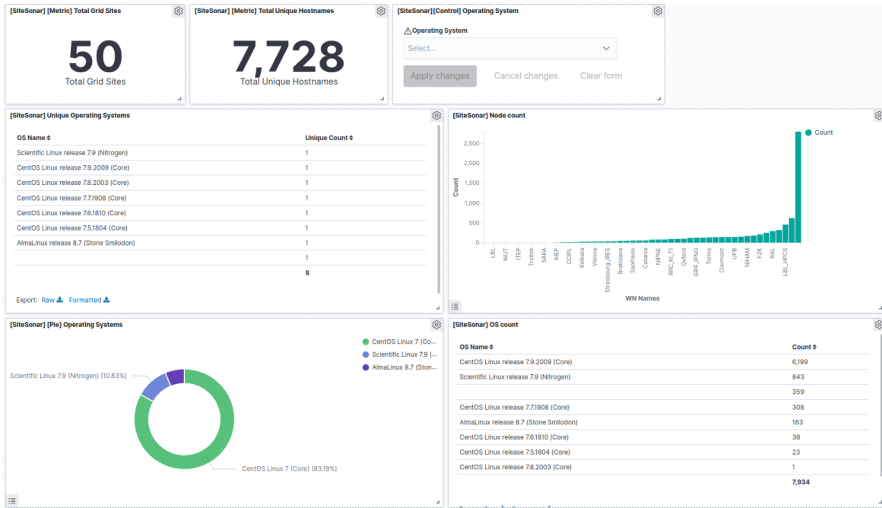 [SiteSonar] [Metric] Total Grid Sites
50
Total Grid Sites
[SiteSonar] [Metric] Total Unique Hostnames
7,728
Total Unique Hostnames
[SiteSonar][Control] Operating System
Operating System
Select...
Apply changes Cancel changes Clear form
[SiteSonar] Unique Operating Systems
OS Name Unique Count
Scientific Linux release 7.9 (Nitrogen) 1
CentOS Linux release 7.9.2009 (Core) 1
CentOS Linux release 7.8.2003 (Core) 1
CentOS Linux release 7.7.1908 (Core) 1
CentOS Linux release 7.6.1810 (Core) 1
CentOS Linux release 7.5.1804 (Core) 1
AlmaLinux release 8.7 (Stone Smilodon) 1
1
8
Export: Raw Formatted
[SiteSonar] Node count
Count
2,500
2,000
1,500
1,000
500
0
Count
LBL
WUT
ITEP
Troitsk
SARA
IHEP
CCIPL
Kolkata
Vienna
Strasbourg_IRES
Bratislava
SaoPaulo
Catania
NIPNE
RRC_KI_T1
Oxford
GRIF_IPNO
Torino
Clermont
UPB
NIHAM
FZK
RAL
LBL_HPCS
WN Names
[SiteSonar] [Pie] Operating Systems
CentOS Linux 7 (Co...
Scientific Linux 7.9 (...
AlmaLinux 8.7 (Ston...
Scientific Linux 7.9 (Nitrogen) (10.63%)
CentOS Linux 7 (Core) (83.19%)
[SiteSonar] OS count
OS Name Count
CentOS Linux release 7.9.2009 (Core) 6,199
Scientific Linux release 7.9 (Nitrogen) 843
359
CentOS Linux release 7.7.1908 (Core) 308
AlmaLinux release 8.7 (Stone Smilodon) 163
CentOS Linux release 7.6.1810 (Core) 38
CentOS Linux release 7.5.1804 (Core) 23
CentOS Linux release 7.8.2003 (Core) 1
7,934